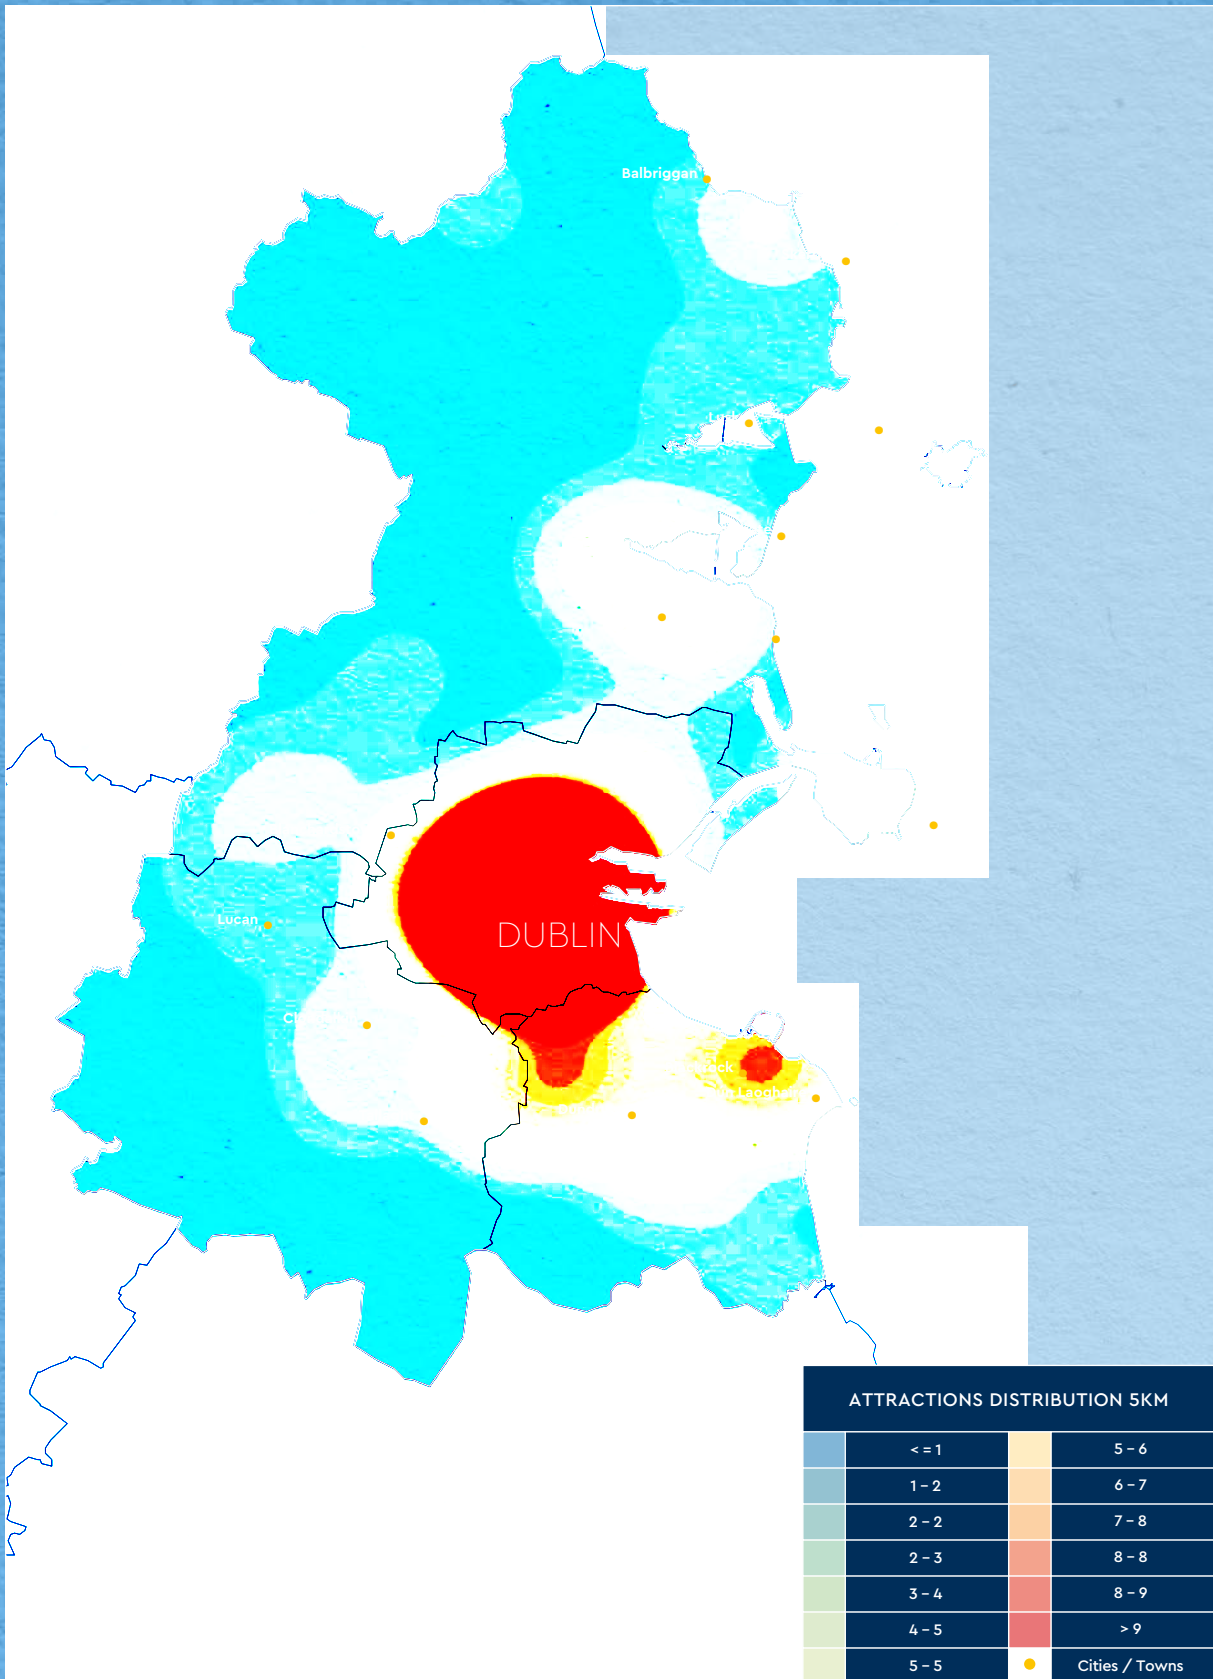 Balbriggan
Lucan
DUBLIN
ATTRACTIONS DISTRIBUTION 5KM
<=1
5-6
1-2
6-7
2-2
7-8
2-3
8-8
3-4
8-9
4-5
>9
5-5
Cities / Towns